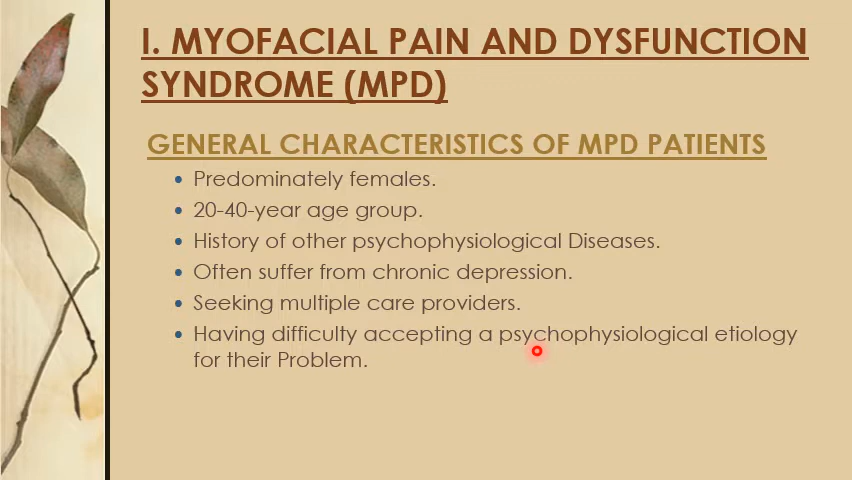 I. MYOFACIAL PAIN AND DYSFUNCTION
SYNDROME (MPD)
GENERAL CHARACTERISTICS OF MPD PATIENTS
• Predominately females.
• 20-40-year age group.
• History of other psychophysiological Diseases.
• Often suffer from chronic depression.
• Seeking multiple care providers.
• Having difficulty accepting a psychophysiological etiology
for their Problem.